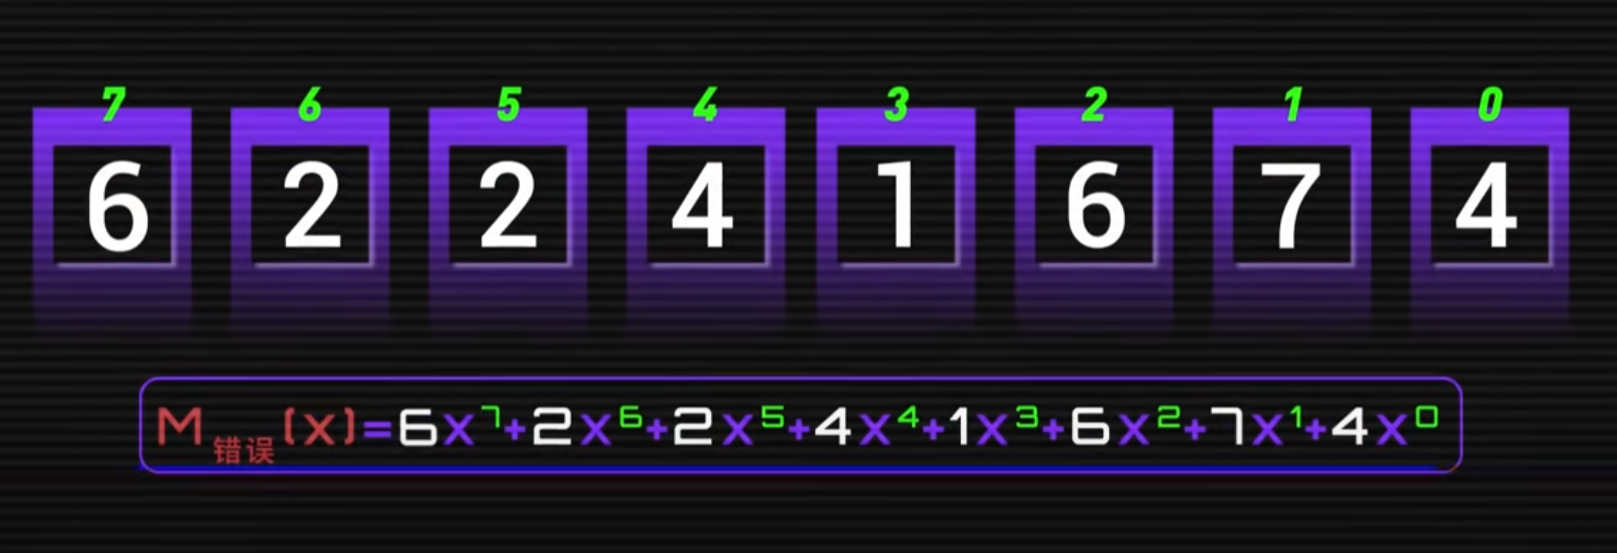 7 6 5 4 3 2 1 0
6 2 2 4 1 6 7 4
M错误(x)=6x⁷+2x⁶+2x⁵+4x⁴+1x³+6x²+7x¹+4x⁰